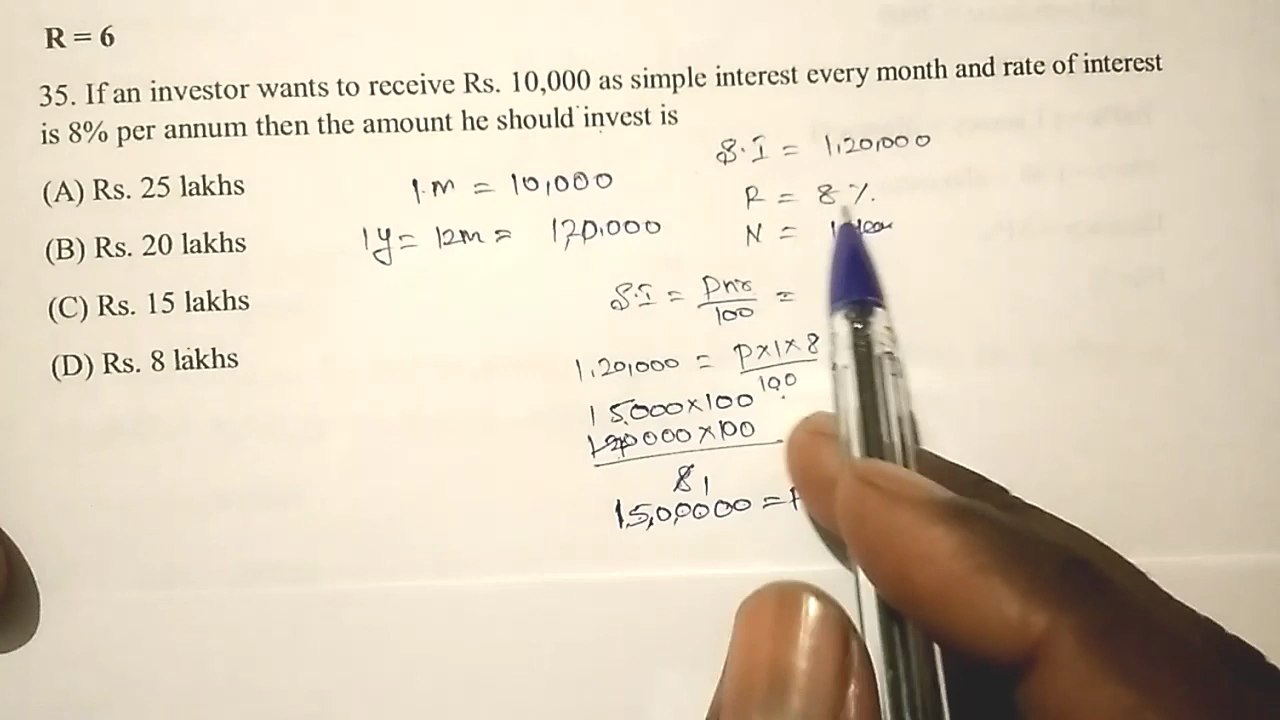 R = 6
35. If an investor wants to receive Rs. 10,000 as simple interest every month and rate of interest
is 8% per annum then the amount he should invest is
(A) Rs. 25 lakhs
(B) Rs. 20 lakhs
(C) Rs. 15 lakhs
(D) Rs. 8 lakhs
1.m = 10,000
1y = 12m = 120,000
S.I = 1,20,000
R = 8%.
N = 1
S.I = pnr/100 =
1,20,000 = p×1×8/100
15,000×100
120000×100
8 1
15,00000 =